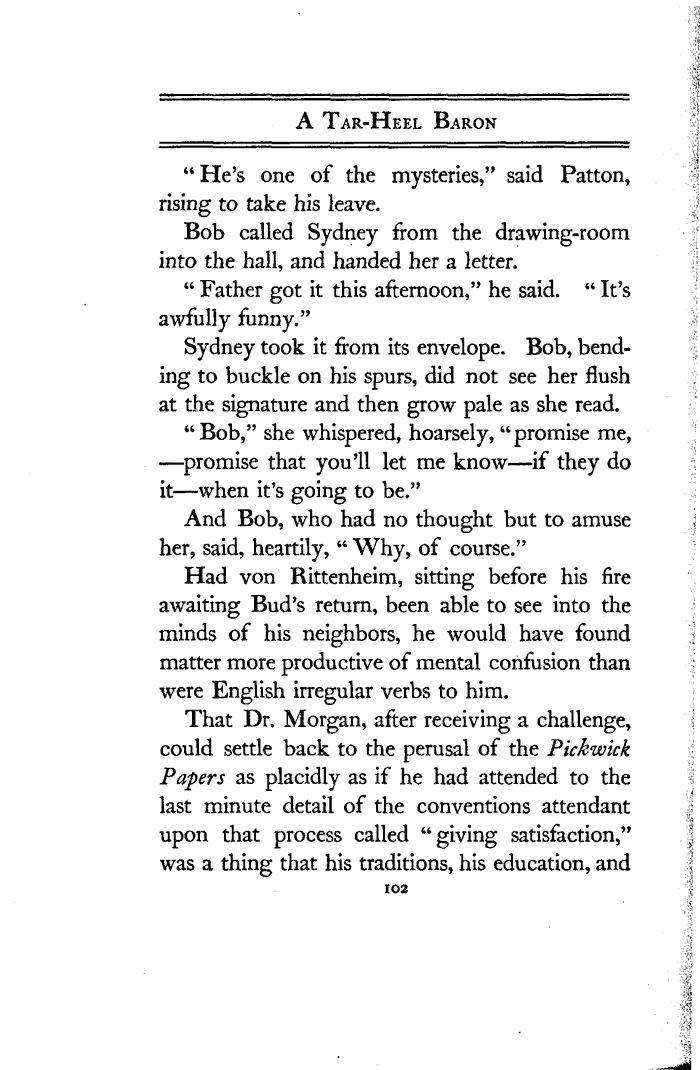 A Tar-Heel Baron
“ He's one of the mysteries,” said Patton,
rising to take his leave.
Bob called Sydney from the drawing-room
into the hall, and handed her a letter.
“ Father got it this afternoon,” he said. “ It's
awfully funny.”
Sydney took it from its envelope. Bob, bend-
ing to buckle on his spurs, did not see her flush
at the signature and then grow pale as she read.
“ Bob,” she whispered, hoarsely, “ promise me,
—promise that you'll let me know—if they do
it—when it's going to be.”
And Bob, who had no thought but to amuse
her, said, heartily, “ Why, of course.”
Had von Rittenheim, sitting before his fire
awaiting Bud's return, been able to see into the
minds of his neighbors, he would have found
matter more productive of mental confusion than
were English irregular verbs to him.
That Dr. Morgan, after receiving a challenge,
could settle back to the perusal of the Pickwick
Papers as placidly as if he had attended to the
last minute detail of the conventions attendant
upon that process called “ giving satisfaction,”
was a thing that his traditions, his education, and
102